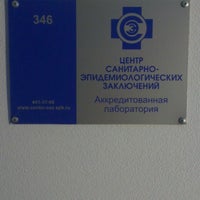 346
ЦЕНТР
САНИТАРНО-
ЭПИДЕМИОЛОГИЧЕСКИХ
ЗАКЛЮЧЕНИЙ
Аккредитованная
лаборатория